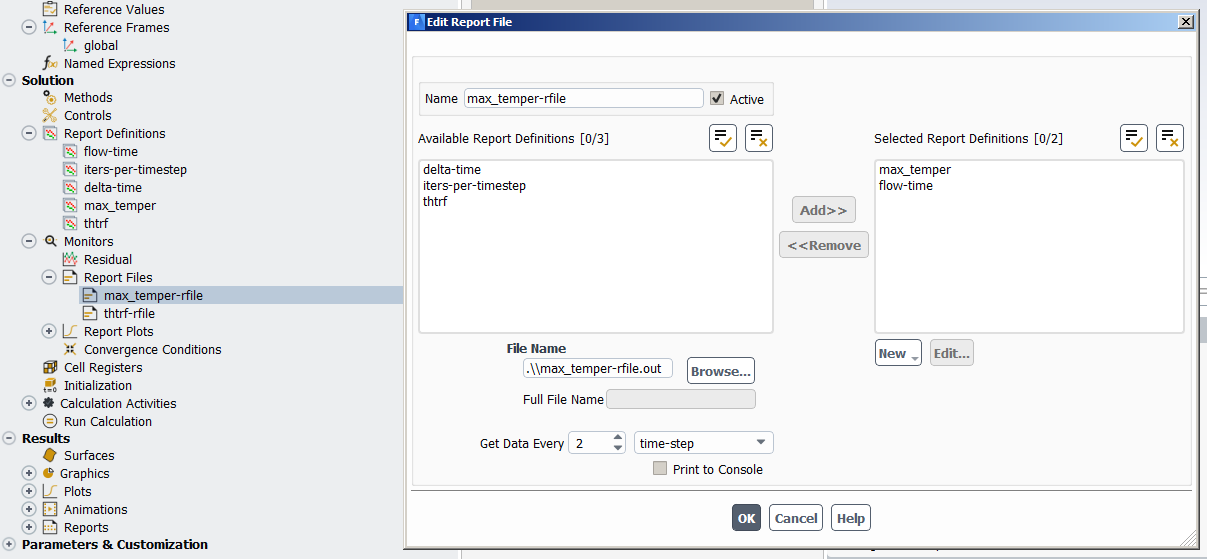 Reference Values
Reference Frames
global
Named Expressions
Solution
Methods
Controls
Report Definitions
flow-time
iters-per-timestep
delta-time
max_temper
thtrf
Monitors
Residual
Report Files
max_temper-rfile
thtrf-rfile
Report Plots
Convergence Conditions
Cell Registers
Initialization
Calculation Activities
Run Calculation
Results
Surfaces
Graphics
Plots
Animations
Reports
Parameters & Customization
Edit Report File
Name max_temper-rfile Active
Available Report Definitions [0/3]
delta-time
iters-per-timestep
thtrf
Add>>
<<Remove
Selected Report Definitions [0/2]
max_temper
flow-time
New Edit...
File Name
.\\max_temper-rfile.out Browse...
Full File Name
Get Data Every 2 time-step
Print to Console
OK Cancel Help